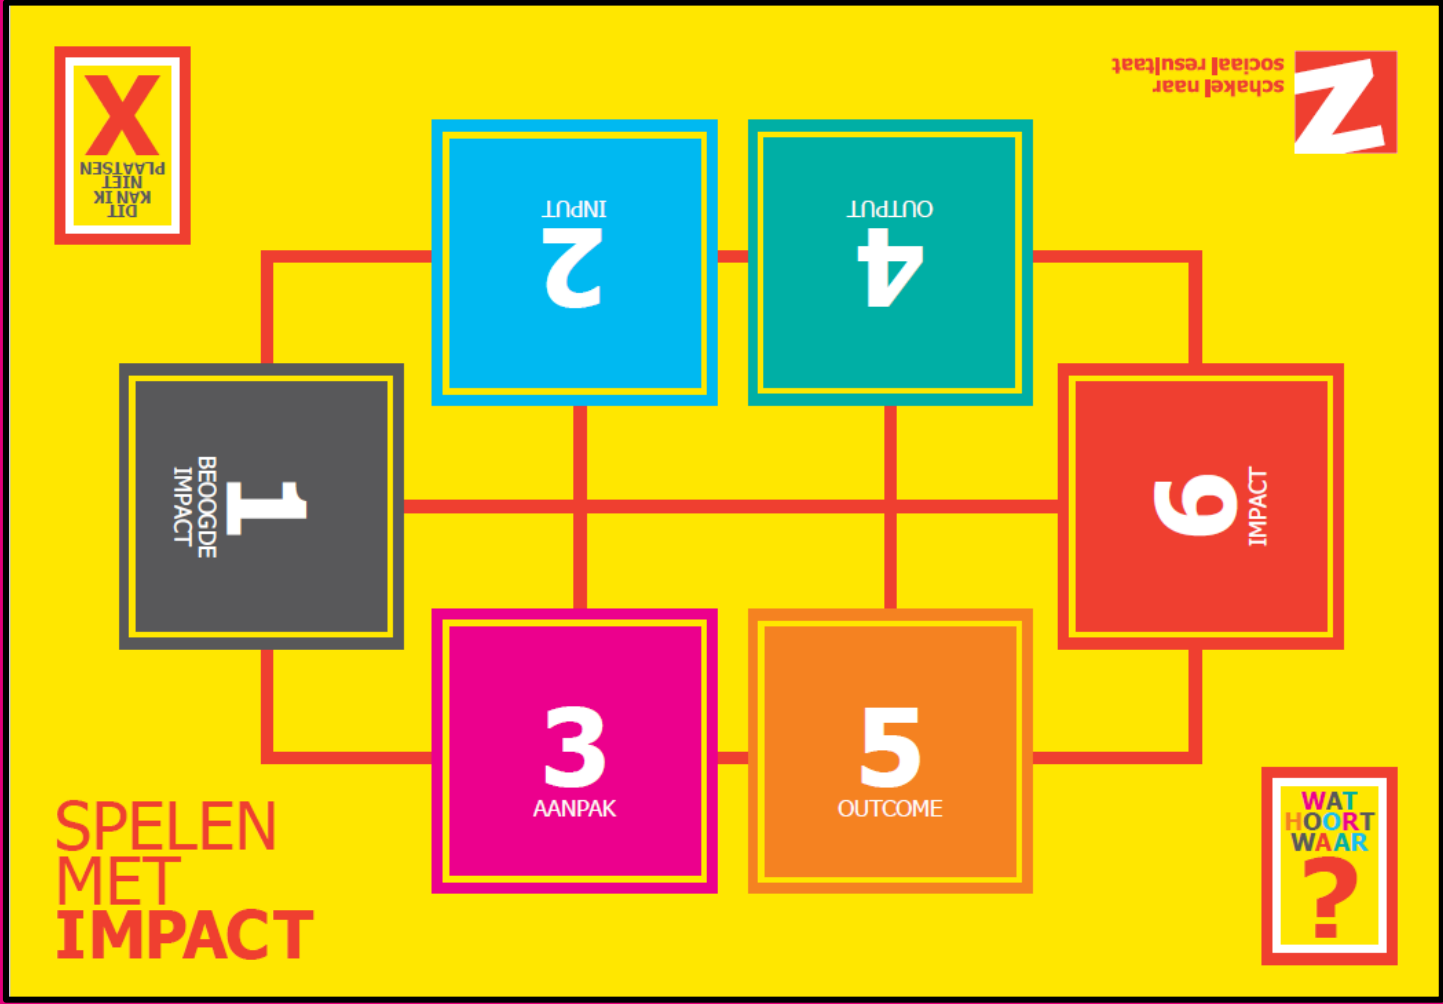 X
DIT
KAN IK
NIET
PLAATSEN
schakel naar
sociaal resultaat
2
INPUT
4
OUTPUT
1
BEOOGDE
IMPACT
6
IMPACT
3
AANPAK
5
OUTCOME
SPELEN
MET
IMPACT
WAT
HOORT
WAAR
?